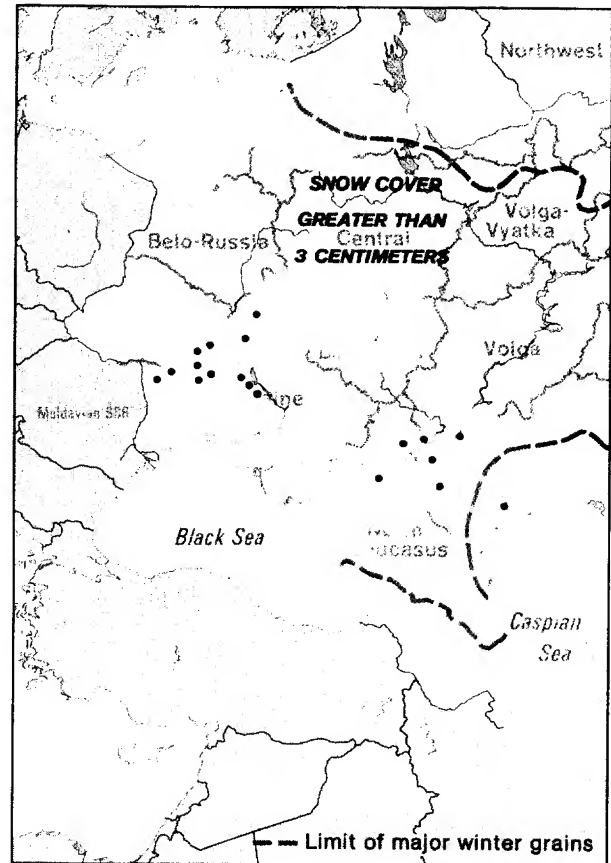 Northwest
SNOW COVER
GREATER THAN
Central
3 CENTIMETERS
Volga-
Vyatka
Belo-Russia
Volga
Moldavian SSR
Black Sea
Caspian
Sea
Limit of major winter grains